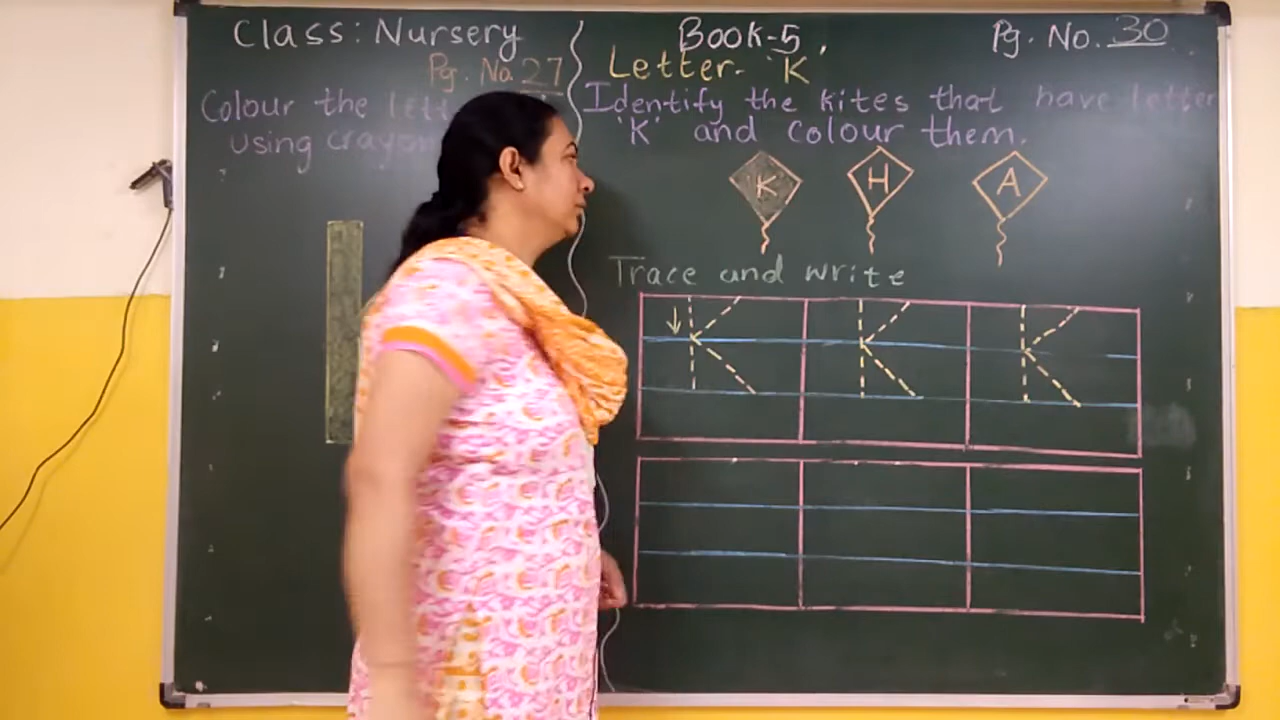 Class: Nursery
Pg. No. 27
Colour the lett
using crayon
Book-5,
Pg. No. 30
Letter- 'K
Identify the kites that have letter
'K' and colour them.
K H A
Trace and write
K K K